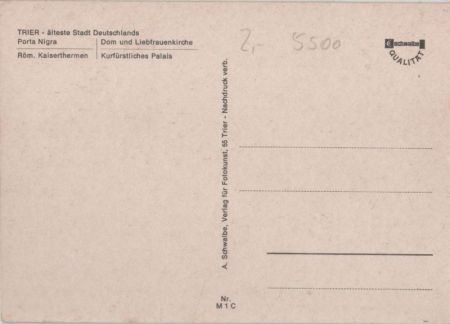 TRIER - älteste Stadt Deutschlands
Porta Nigra | Dom und Liebfrauenkirche
Röm. Kaiserthermen | Kurfürstliches Palais
2,- 5500
schwalbe
QUALITÄT
A. Schwalbe, Verlag für Fotokunst, 55 Trier - Nachdruck verb.
Nr.
M 1 C